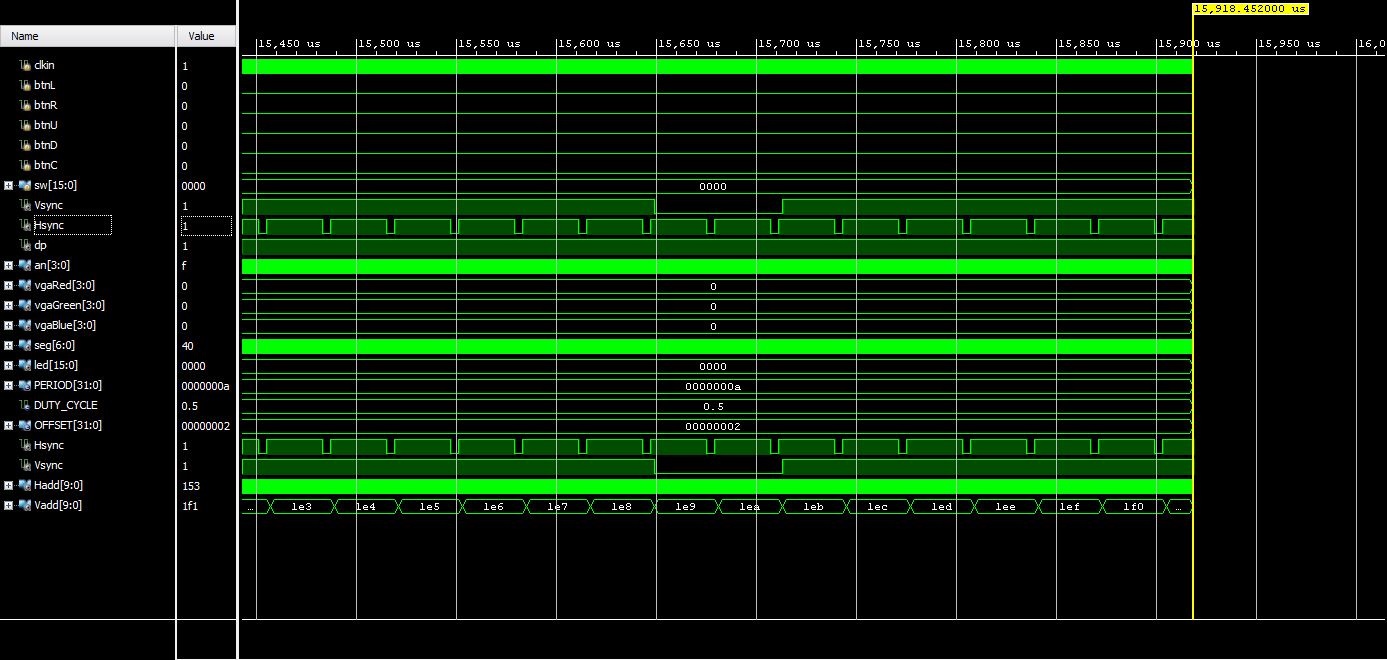 15,918.452000 us
Name Value 15,450 us 15,500 us 15,550 us 15,600 us 15,650 us 15,700 us 15,750 us 15,800 us 15,850 us 15,900 us 15,950 us 16,0
clkin 1
btnL 0
btnR 0
btnU 0
btnD 0
btnC 0
sw[15:0] 0000 0000
Vsync 1
Hsync 1
dp 1
an[3:0] f
vgaRed[3:0] 0 0
vgaGreen[3:0] 0 0
vgaBlue[3:0] 0 0
seg[6:0] 40
led[15:0] 0000 0000
PERIOD[31:0] 0000000a 0000000a
DUTY_CYCLE 0.5 0.5
OFFSET[31:0] 00000002 00000002
Hsync 1
Vsync 1
Hadd[9:0] 153
Vadd[9:0] 1f1 ... 1e3 1e4 1e5 1e6 1e7 1e8 1e9 1ea 1eb 1ec 1ed 1ee 1ef 1f0 ...